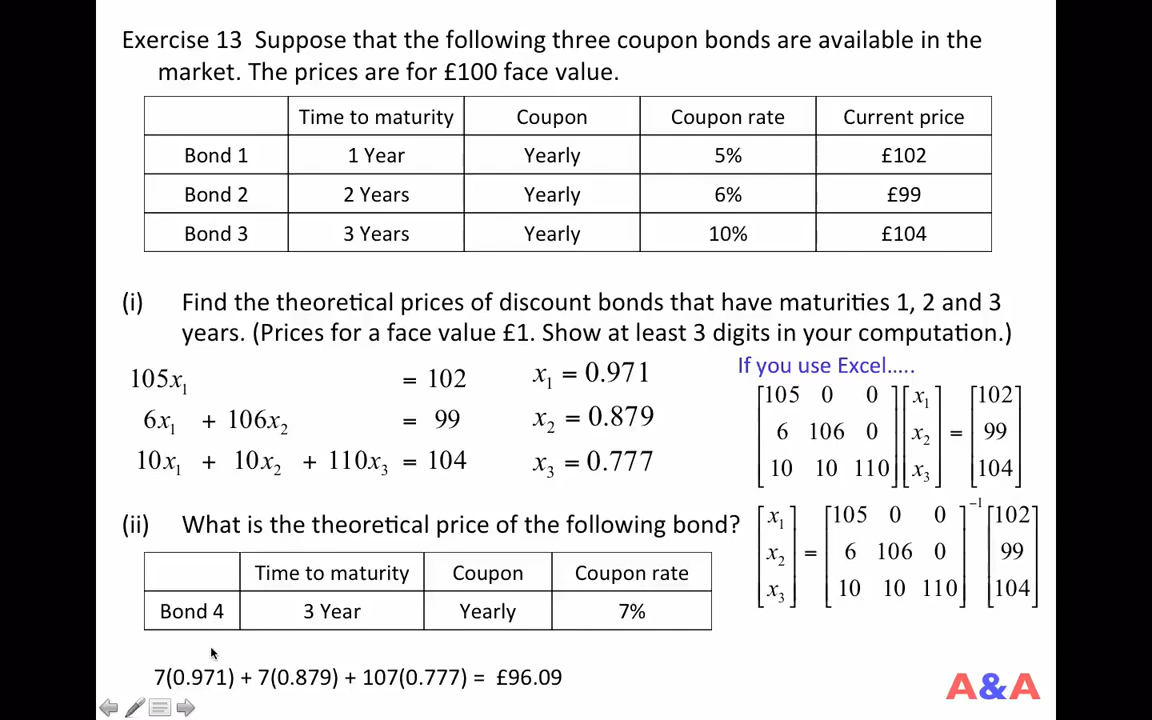 Exercise 13 Suppose that the following three coupon bonds are available in the
market. The prices are for £100 face value.
Time to maturity Coupon Coupon rate Current price
Bond 1 1 Year Yearly 5% £102
Bond 2 2 Years Yearly 6% £99
Bond 3 3 Years Yearly 10% £104
(i) Find the theoretical prices of discount bonds that have maturities 1, 2 and 3
years. (Prices for a face value £1. Show at least 3 digits in your computation.)
105x₁ = 102
6x₁ + 106x₂ = 99
10x₁ + 10x₂ + 110x₃ = 104
x₁ = 0.971
x₂ = 0.879
x₃ = 0.777
If you use Excel.....
[105 0 0] [x₁] [102]
[6 106 0] [x₂] = [99]
[10 10 110] [x₃] [104]
(ii) What is the theoretical price of the following bond?
[x₁] [105 0 0]⁻¹ [102]
[x₂] = [6 106 0] [99]
[x₃] [10 10 110] [104]
Time to maturity Coupon Coupon rate
Bond 4 3 Year Yearly 7%
7(0.971) + 7(0.879) + 107(0.777) = £96.09
A&A